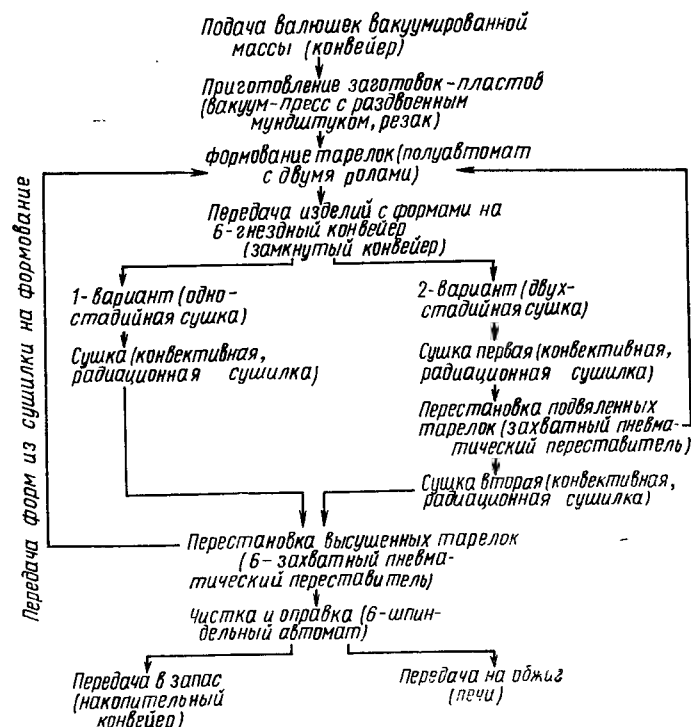 Подача валюшек вакуумированной
массы (конвейер)
Приготовление заготовок-пластов
(вакуум-пресс с раздвоенным
мундштуком, резак)
формование тарелок (полуавтомат
с двумя ролами)
Передача изделий с формами на
6-гнездный конвейер
(замкнутый конвейер)
1-вариант (одно-
стадийная сушка)
Сушка (конвективная,
радиационная сушилка)
2-вариант (двух-
стадийная сушка)
Сушка первая (конвективная,
радиационная сушилка)
Перестановка подвяленных
тарелок (захватный пневма-
тический переставитель)
Сушка вторая (конвективная,
радиационная сушилка)
Передача форм из сушилки на формование
Перестановка высушенных тарелок
(6-захватный пневма-
тический переставитель)
Чистка и оправка (6-шпин-
дельный автомат)
Передача в запас
(накопительный
конвейер)
Передача на обжиг
(печи)